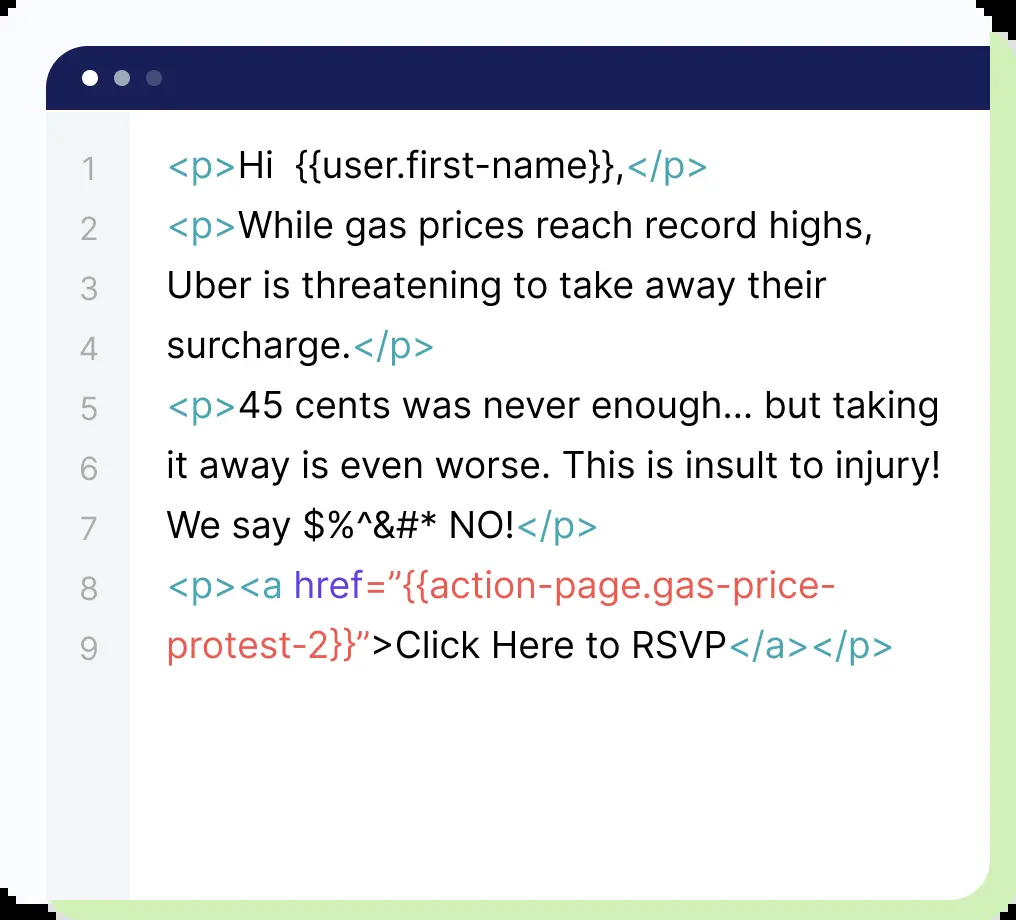 1 <p>Hi  {{user.first-name}},</p>
2 <p>While gas prices reach record highs,
3 Uber is threatening to take away their
4 surcharge.</p>
5 <p>45 cents was never enough... but taking
6 it away is even worse. This is insult to injury!
7 We say $%^&#* NO!</p>
8 <p><a href=”{{action-page.gas-price-
9 protest-2}}”>Click Here to RSVP</a></p>